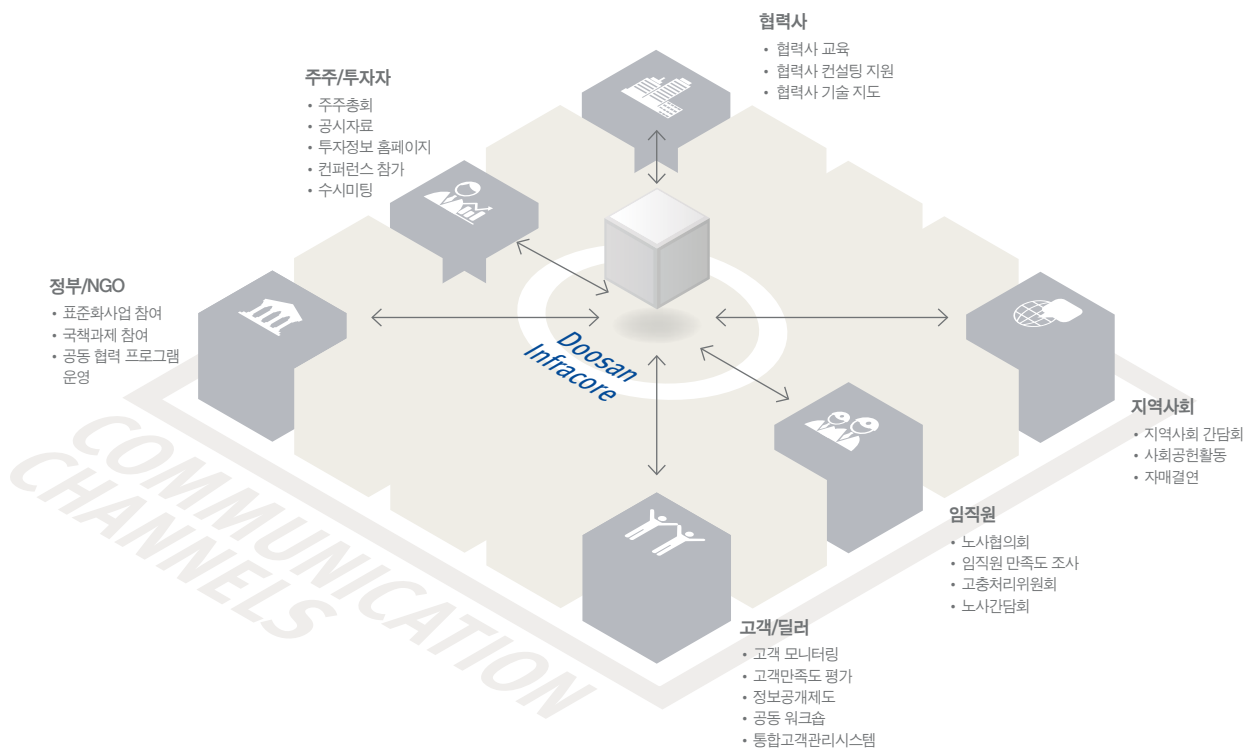 협력사
• 협력사 교육
• 협력사 컨설팅 지원
• 협력사 기술 지도
주주/투자자
• 주주총회
• 공시자료
• 투자정보 홈페이지
• 컨퍼런스 참가
• 수시미팅
정부/NGO
• 표준화사업 참여
• 국책과제 참여
• 공동 협력 프로그램
운영
Doosan
Infracore
지역사회
• 지역사회 간담회
• 사회공헌활동
• 자매결연
임직원
• 노사협의회
• 임직원 만족도 조사
• 고충처리위원회
• 노사간담회
고객/딜러
• 고객 모니터링
• 고객만족도 평가
• 정보공개제도
• 공동 워크숍
• 통합고객관리시스템
COMMUNICATION
CHANNELS